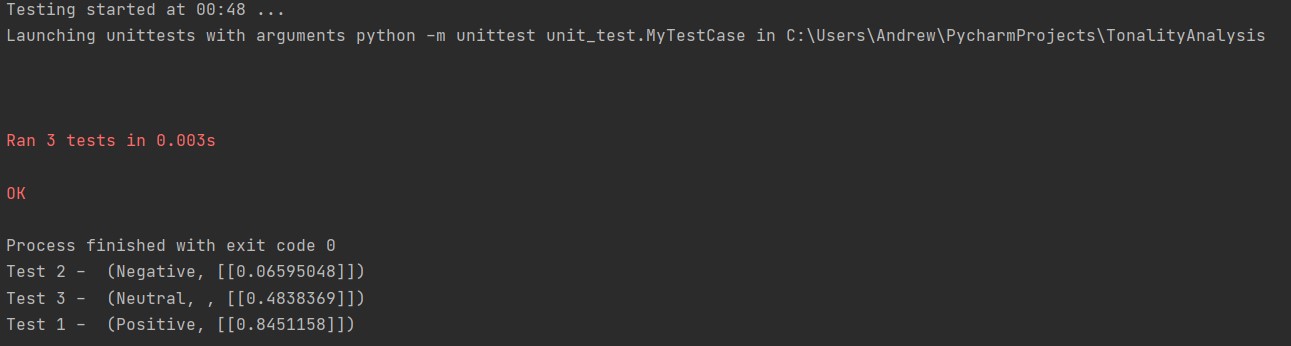 Testing started at 00:48 ...
Launching unittests with arguments python -m unittest unit_test.MyTestCase in C:\Users\Andrew\PycharmProjects\TonalityAnalysis
Ran 3 tests in 0.003s
OK
Process finished with exit code 0
Test 2 -  (Negative, [[0.06595048]])
Test 3 -  (Neutral, , [[0.4838369]])
Test 1 -  (Positive, [[0.8451158]])